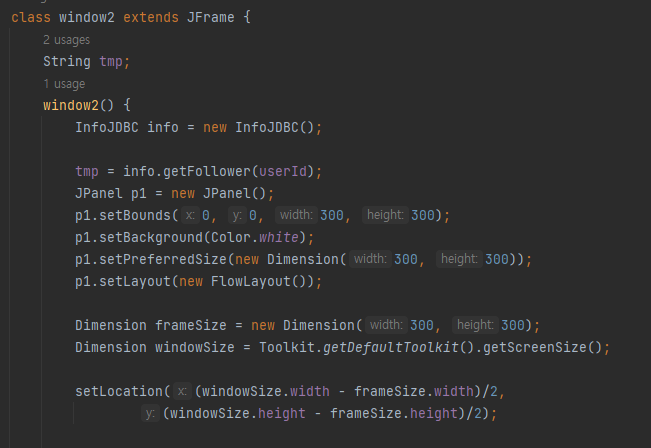 class window2 extends JFrame {
2 usages
String tmp;
1 usage
window2() {
InfoJDBC info = new InfoJDBC();
tmp = info.getFollower(userId);
JPanel p1 = new JPanel();
p1.setBounds( x: 0, y: 0, width: 300, height: 300);
p1.setBackground(Color.white);
p1.setPreferredSize(new Dimension( width: 300, height: 300));
p1.setLayout(new FlowLayout());
Dimension frameSize = new Dimension( width: 300, height: 300);
Dimension windowSize = Toolkit.getDefaultToolkit().getScreenSize();
setLocation( x: (windowSize.width - frameSize.width)/2,
y: (windowSize.height - frameSize.height)/2);